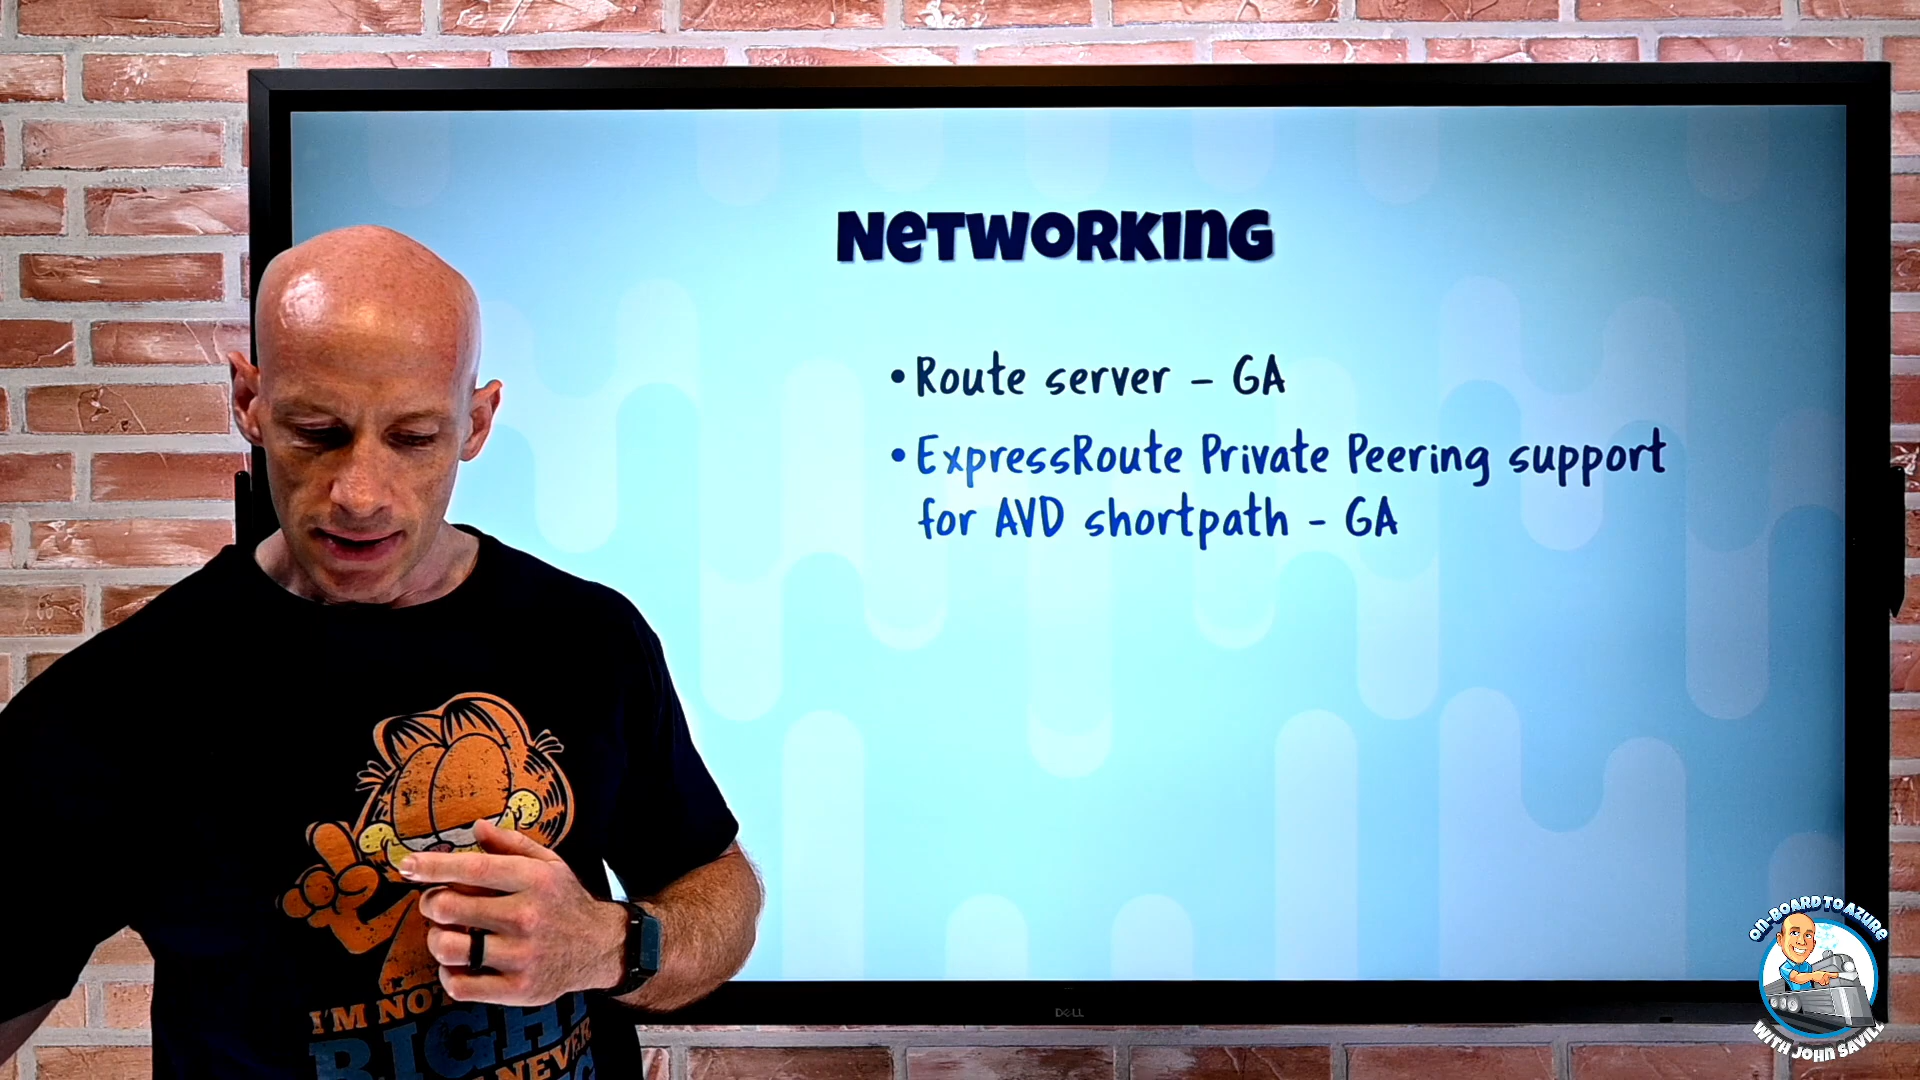 NETWORKING
•Route server – GA
•ExpressRoute Private Peering support
for AVD shortpath - GA
I'M NO
RIGHT
NEVER
DELL
ON-BOARD TO AZURE
WITH JOHN SAVILL